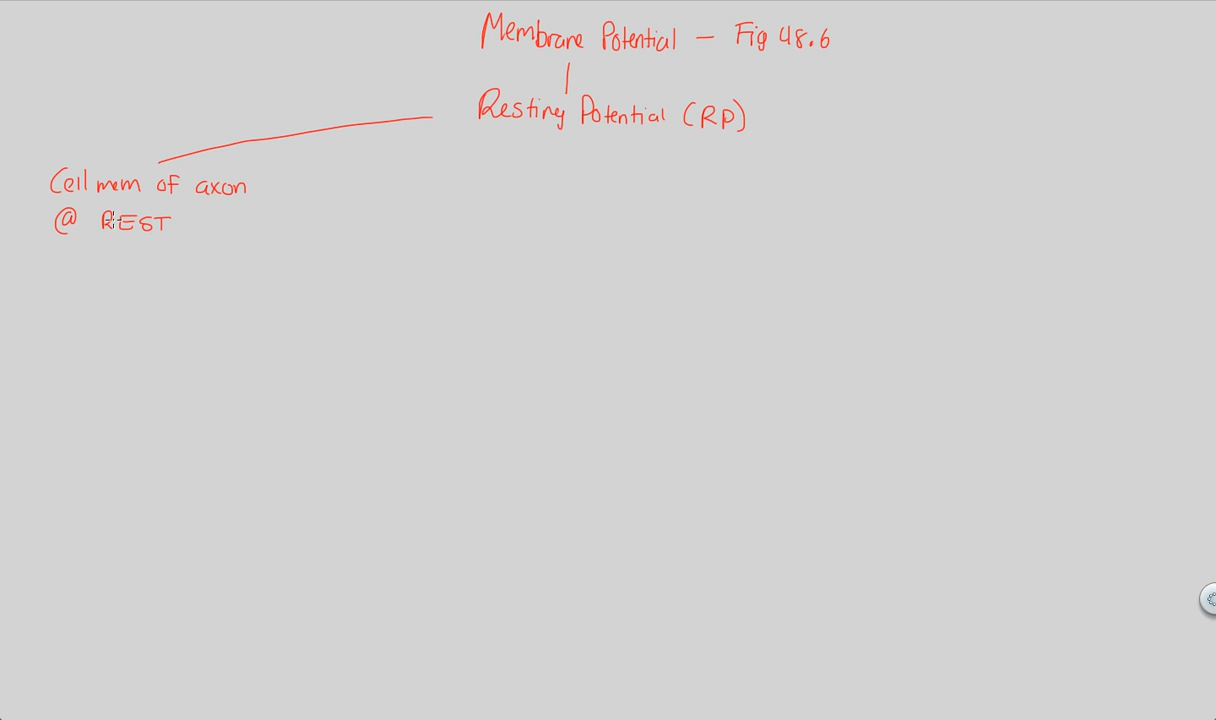 Membrane Potential - Fig 48.6
Resting Potential (RP)
Cell mem of axon
@ REST